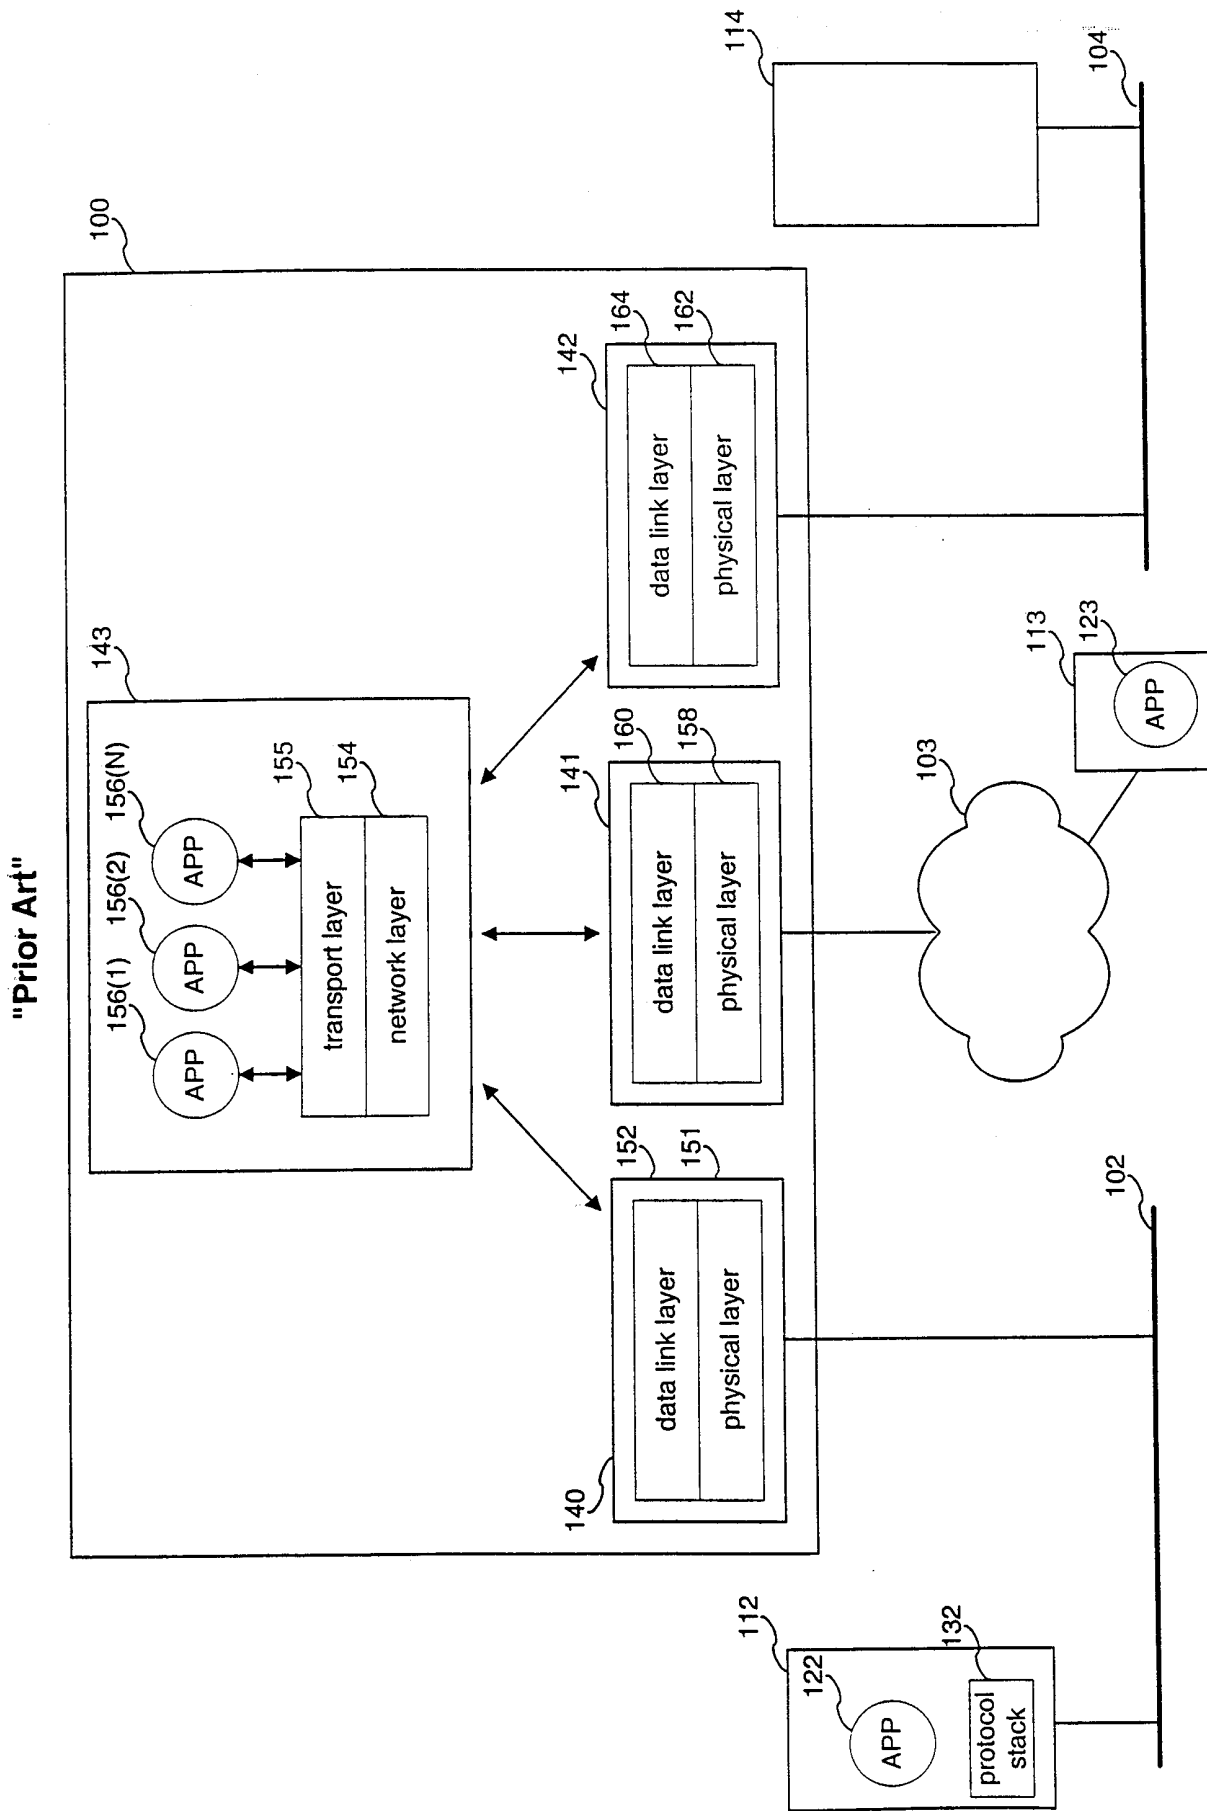 "Prior Art"
100
143
156(1)
156(2)
156(N)
APP
APP
APP
155
154
transport layer
network layer
140
152
151
data link layer
physical layer
141
160
158
data link layer
physical layer
142
164
162
data link layer
physical layer
112
122
APP
132
protocol
stack
102
103
113
123
APP
114
104